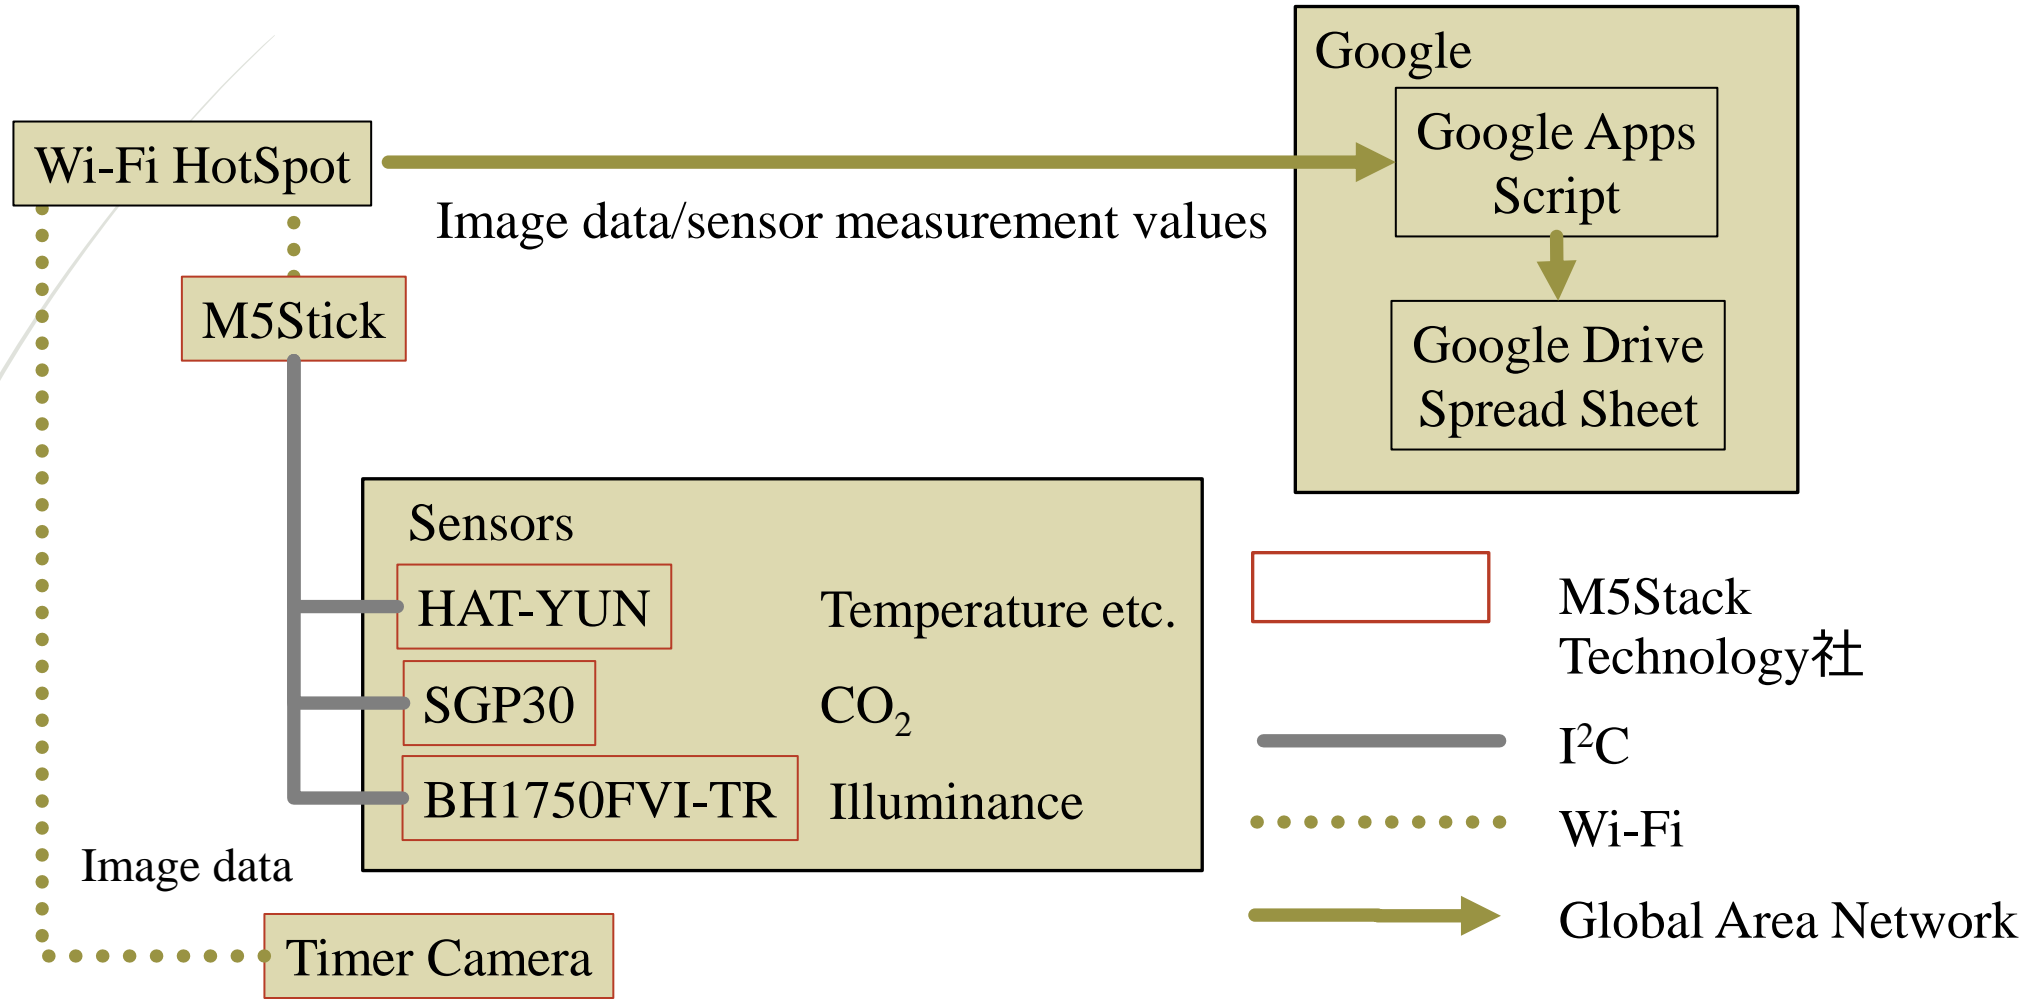 Google
Google Apps
Script
Wi-Fi HotSpot
Image data/sensor measurement values
M5Stick
Google Drive
Spread Sheet
Sensors
HAT-YUN
Temperature etc.
SGP30
CO₂
BH1750FVI-TR
Illuminance
Image data
Timer Camera
M5Stack
Technology社
I²C
Wi-Fi
Global Area Network